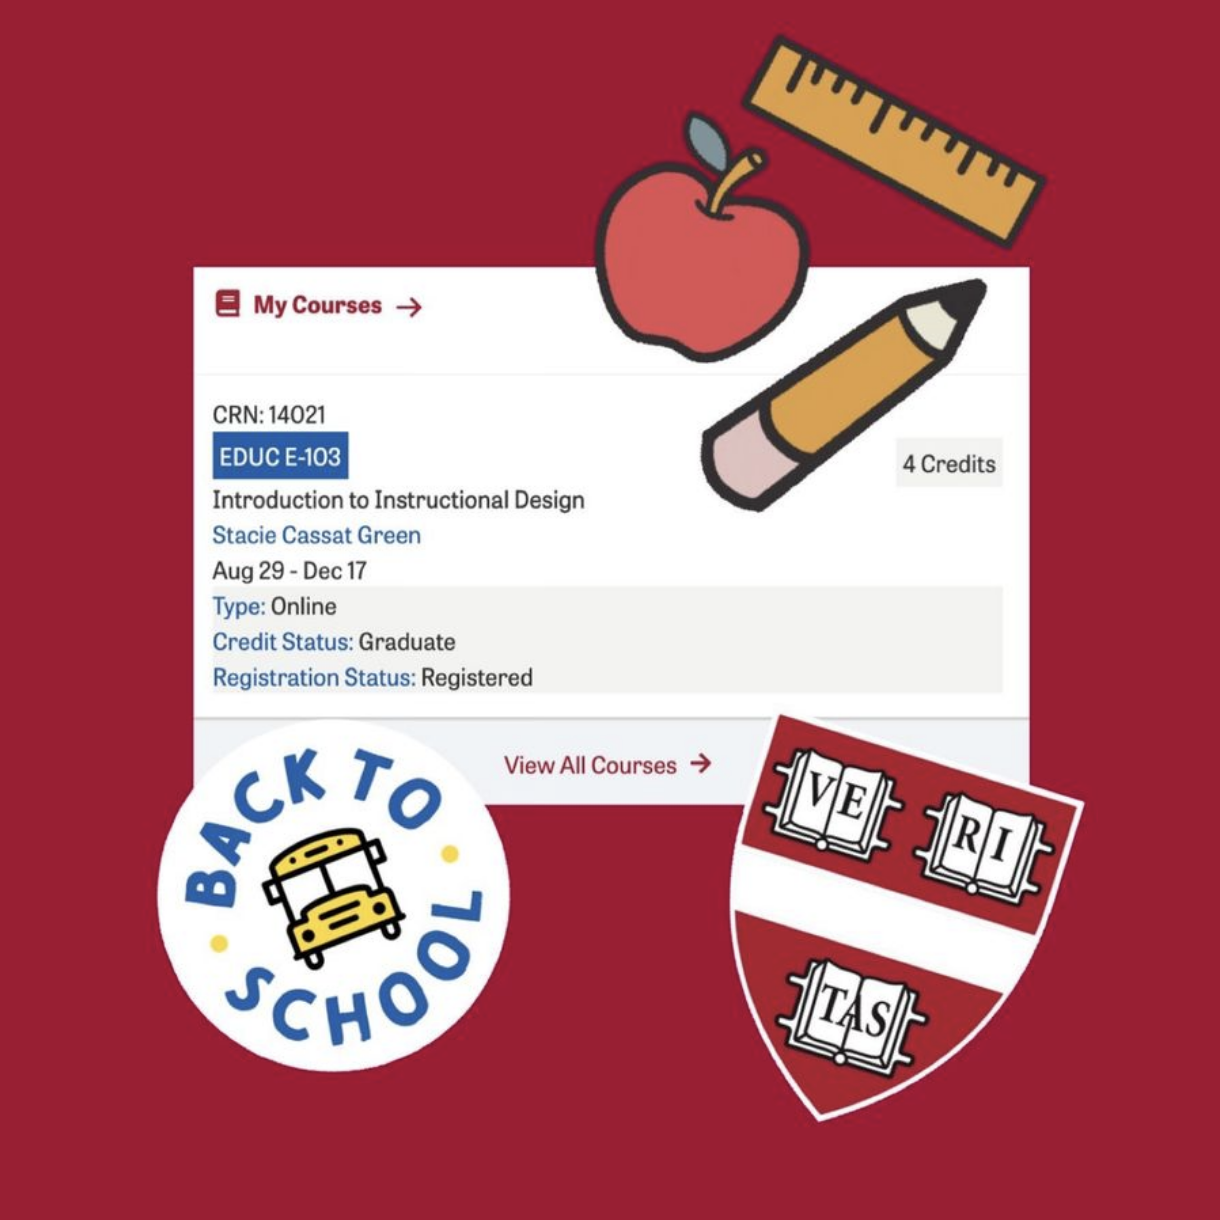 My Courses →
CRN: 14021
EDUC E-103
4 Credits
Introduction to Instructional Design
Stacie Cassat Green
Aug 29 - Dec 17
Type: Online
Credit Status: Graduate
Registration Status: Registered
View All Courses →
BACK TO
SCHOOL
VE RI
TAS